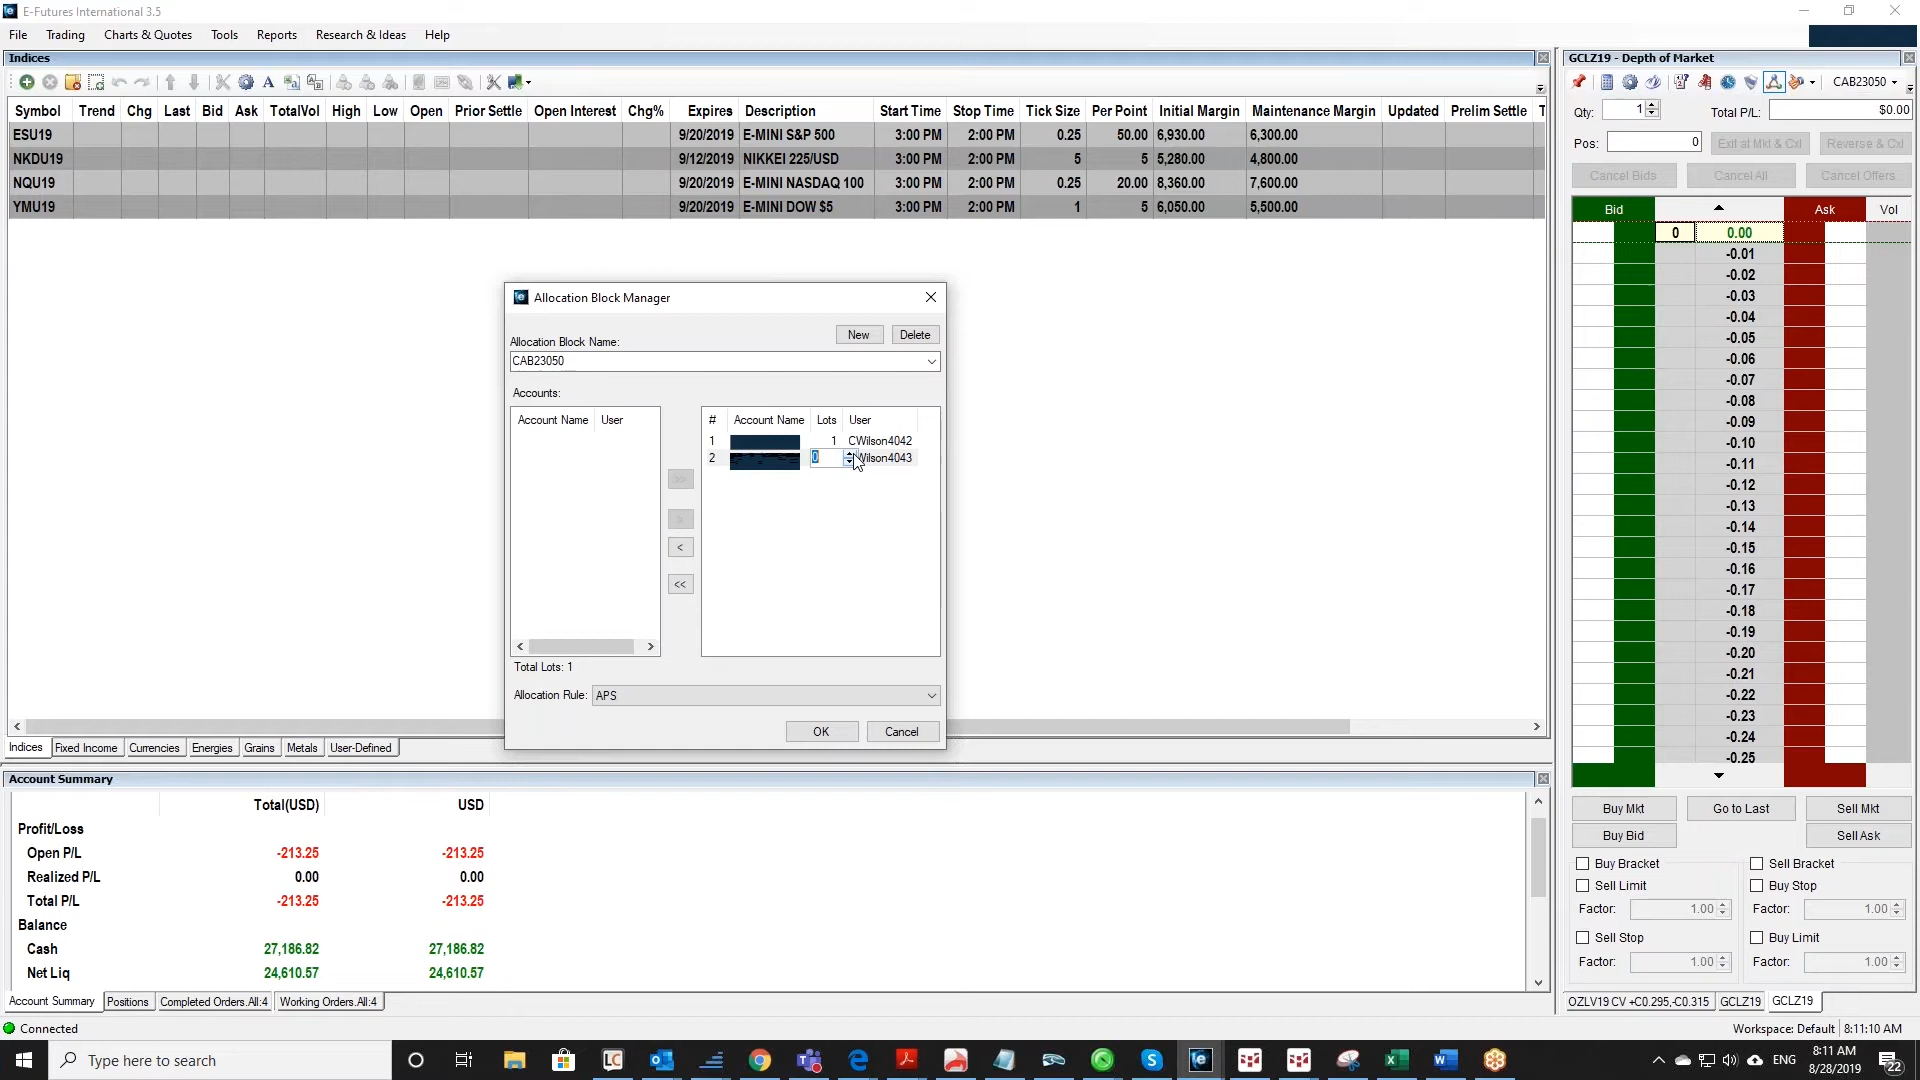 E-Futures International 3.5
File Trading Charts & Quotes Tools Reports Research & Ideas Help
Indices
Symbol Trend Chg Last Bid Ask TotalVol High Low Open Prior Settle Open Interest Chg% Expires Description Start Time Stop Time Tick Size Per Point Initial Margin Maintenance Margin Updated Prelim Settle T
ESU19 9/20/2019 E-MINI S&P 500 3:00 PM 2:00 PM 0.25 50.00 6,930.00 6,300.00
NKDU19 9/12/2019 NIKKEI 225/USD 3:00 PM 2:00 PM 5 5 5,280.00 4,800.00
NQU19 9/20/2019 E-MINI NASDAQ 100 3:00 PM 2:00 PM 0.25 20.00 8,360.00 7,600.00
YMU19 9/20/2019 E-MINI DOW $5 3:00 PM 2:00 PM 1 5 6,050.00 5,500.00
Allocation Block Manager
New Delete
Allocation Block Name:
CAB23050
Accounts:
Account Name User
# Account Name Lots User
1 1 CWilson4042
2 0 Wilson4043
>>
>
<
<<
Total Lots: 1
Allocation Rule: APS
OK Cancel
Indices Fixed Income Currencies Energies Grains Metals User-Defined
Account Summary
Total(USD) USD
Profit/Loss
Open P/L -213.25 -213.25
Realized P/L 0.00 0.00
Total P/L -213.25 -213.25
Balance
Cash 27,186.82 27,186.82
Net Liq 24,610.57 24,610.57
Account Summary Positions Completed Orders.All:4 Working Orders.All:4
Connected
GCLZ19 - Depth of Market
CAB23050
Qty: 1 Total P/L: $0.00
Pos: 0 Exit at Mkt & Cxl Reverse & Cxl
Cancel Bids Cancel All Cancel Offers
Bid Ask Vol
0 0.00
-0.01
-0.02
-0.03
-0.04
-0.05
-0.06
-0.07
-0.08
-0.09
-0.10
-0.11
-0.12
-0.13
-0.14
-0.15
-0.16
-0.17
-0.18
-0.19
-0.20
-0.21
-0.22
-0.23
-0.24
-0.25
Buy Mkt Go to Last Sell Mkt
Buy Bid Sell Ask
Buy Bracket Sell Bracket
Sell Limit Buy Stop
Factor: 1.00 Factor: 1.00
Sell Stop Buy Limit
Factor: 1.00 Factor: 1.00
OZLV19 CV +C0.295,-C0.315 GCLZ19 GCLZ19
Workspace: Default 8:11:10 AM
Type here to search
ENG
8:11 AM
8/28/2019
22